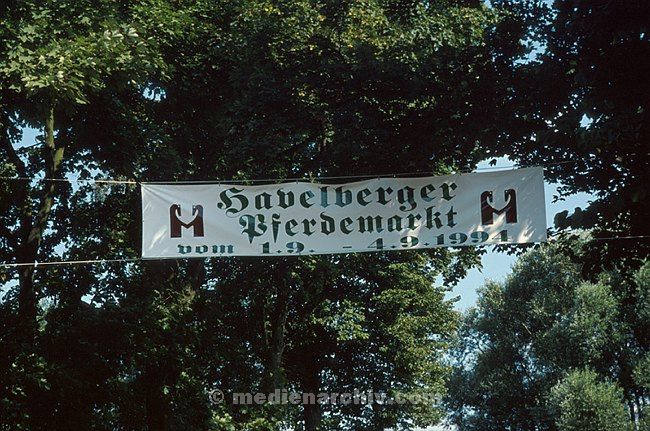 Havelberger
Pferdemarkt
vom 1.9. - 4.9.1994
© medienarchiv.com